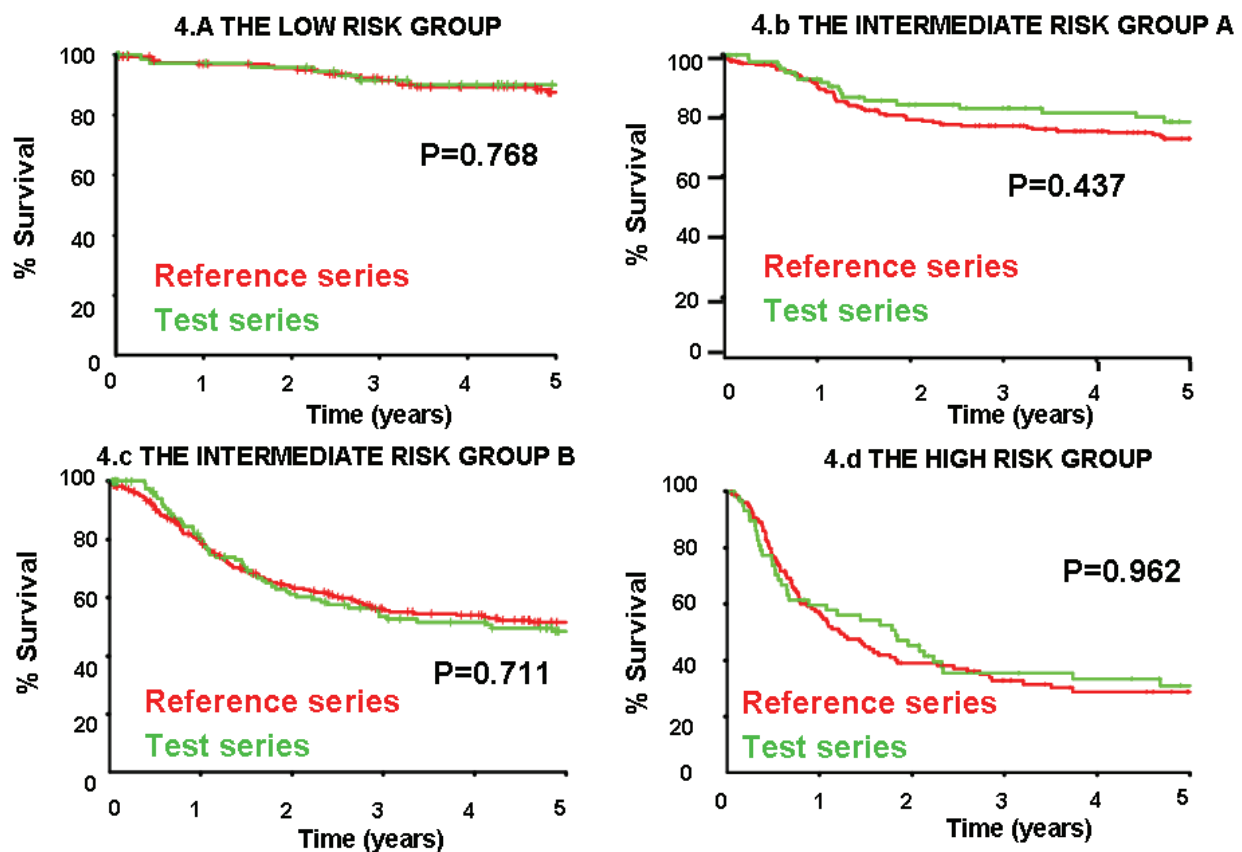 4.A THE LOW RISK GROUP
100
80
60
40
20
0
% Survival
P=0.768
Reference series
Test series
0 1 2 3 4 5
Time (years)
4.b THE INTERMEDIATE RISK GROUP A
100
80
60
40
20
0
% Survival
P=0.437
Reference series
Test series
0 1 2 3 4 5
Time (years)
4.c THE INTERMEDIATE RISK GROUP B
100
80
60
40
20
0
% Survival
P=0.711
Reference series
Test series
0 1 2 3 4 5
Time (years)
4.d THE HIGH RISK GROUP
100
80
60
40
20
0
% Survival
P=0.962
Reference series
Test series
0 1 2 3 4 5
Time (years)